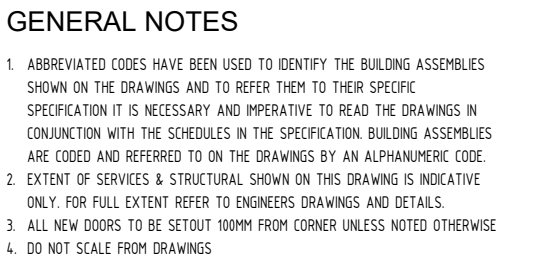 GENERAL NOTES
1. ABBREVIATED CODES HAVE BEEN USED TO IDENTIFY THE BUILDING ASSEMBLIES
SHOWN ON THE DRAWINGS AND TO REFER THEM TO THEIR SPECIFIC
SPECIFICATION IT IS NECESSARY AND IMPERATIVE TO READ THE DRAWINGS IN
CONJUNCTION WITH THE SCHEDULES IN THE SPECIFICATION. BUILDING ASSEMBLIES
ARE CODED AND REFERRED TO ON THE DRAWINGS BY AN ALPHANUMERIC CODE.
2. EXTENT OF SERVICES & STRUCTURAL SHOWN ON THIS DRAWING IS INDICATIVE
ONLY. FOR FULL EXTENT REFER TO ENGINEERS DRAWINGS AND DETAILS.
3. ALL NEW DOORS TO BE SETOUT 100MM FROM CORNER UNLESS NOTED OTHERWISE
4. DO NOT SCALE FROM DRAWINGS